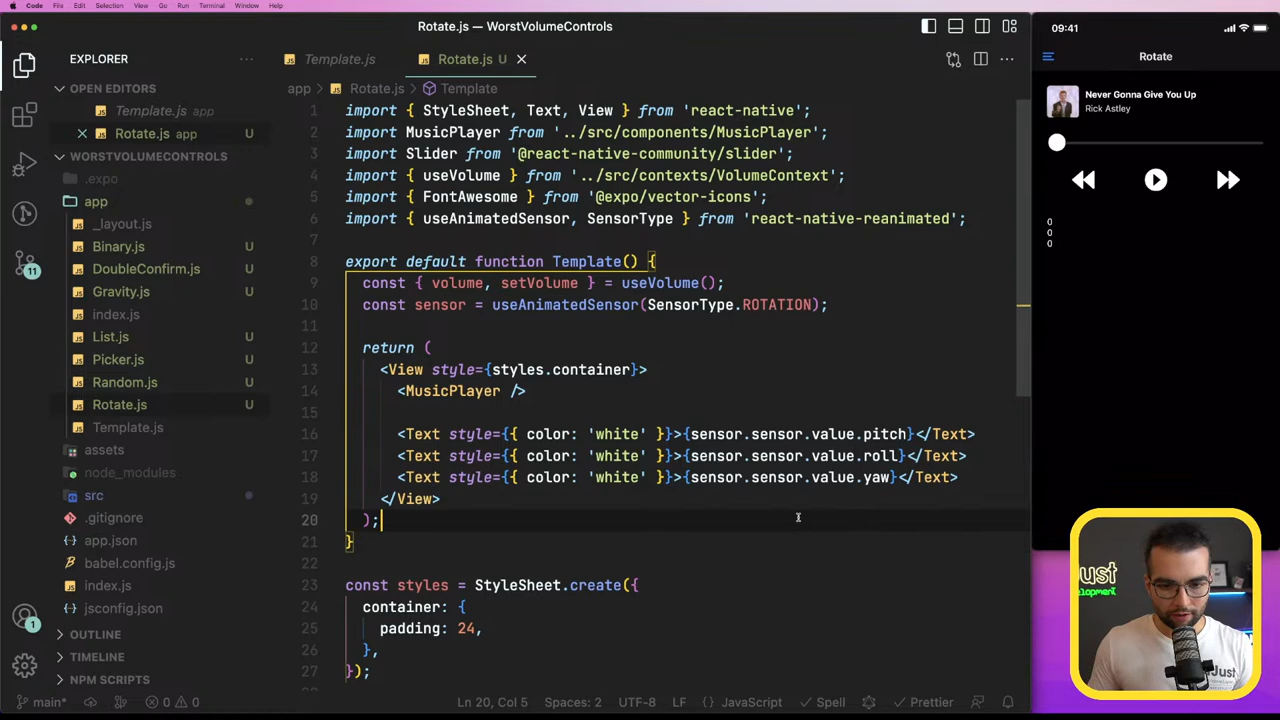 Code File Edit Selection View Go Run Terminal Window Help
Rotate.js — WorstVolumeControls
EXPLORER
OPEN EDITORS
Template.js app
Rotate.js app U
WORSTVOLUMECONTROLS
.expo
app
_layout.js
Binary.js U
DoubleConfirm.js U
Gravity.js U
index.js
List.js U
Picker.js U
Random.js U
Rotate.js U
Template.js
assets
node_modules
src
.gitignore
app.json
babel.config.js
index.js
jsconfig.json
OUTLINE
TIMELINE
NPM SCRIPTS
11
1
Template.js
Rotate.js U
app > Rotate.js > Template
1 import { StyleSheet, Text, View } from 'react-native';
2 import MusicPlayer from '../src/components/MusicPlayer';
3 import Slider from '@react-native-community/slider';
4 import { useVolume } from '../src/contexts/VolumeContext';
5 import { FontAwesome } from '@expo/vector-icons';
6 import { useAnimatedSensor, SensorType } from 'react-native-reanimated';
7
8 export default function Template() {
9 const { volume, setVolume } = useVolume();
10 const sensor = useAnimatedSensor(SensorType.ROTATION);
11
12 return (
13 <View style={styles.container}>
14 <MusicPlayer />
15
16 <Text style={{ color: 'white' }}>{sensor.sensor.value.pitch}</Text>
17 <Text style={{ color: 'white' }}>{sensor.sensor.value.roll}</Text>
18 <Text style={{ color: 'white' }}>{sensor.sensor.value.yaw}</Text>
19 </View>
20 );
21 }
22
23 const styles = StyleSheet.create({
24 container: {
25 padding: 24,
26 },
27 });
main* 0 0
Ln 20, Col 5 Spaces: 2 UTF-8 LF { } JavaScript Spell Prettier
09:41
Rotate
Never Gonna Give You Up
Rick Astley
0
0
0
Just
Just